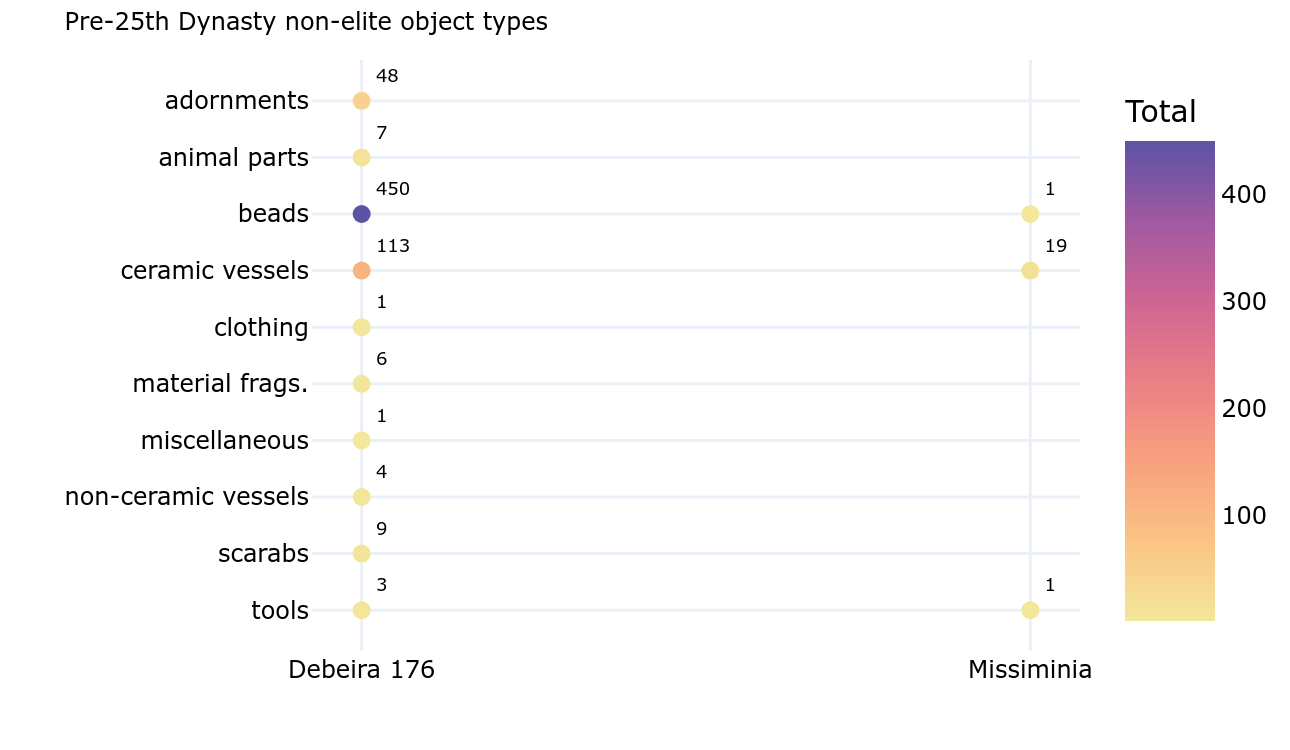 Pre-25th Dynasty non-elite object types
Total
adornments 48
animal parts 7
beads 450 1
ceramic vessels 113 19
clothing 1
material frags. 6
miscellaneous 1
non-ceramic vessels 4
scarabs 9
tools 3 1
Debeira 176 Missiminia
400
300
200
100